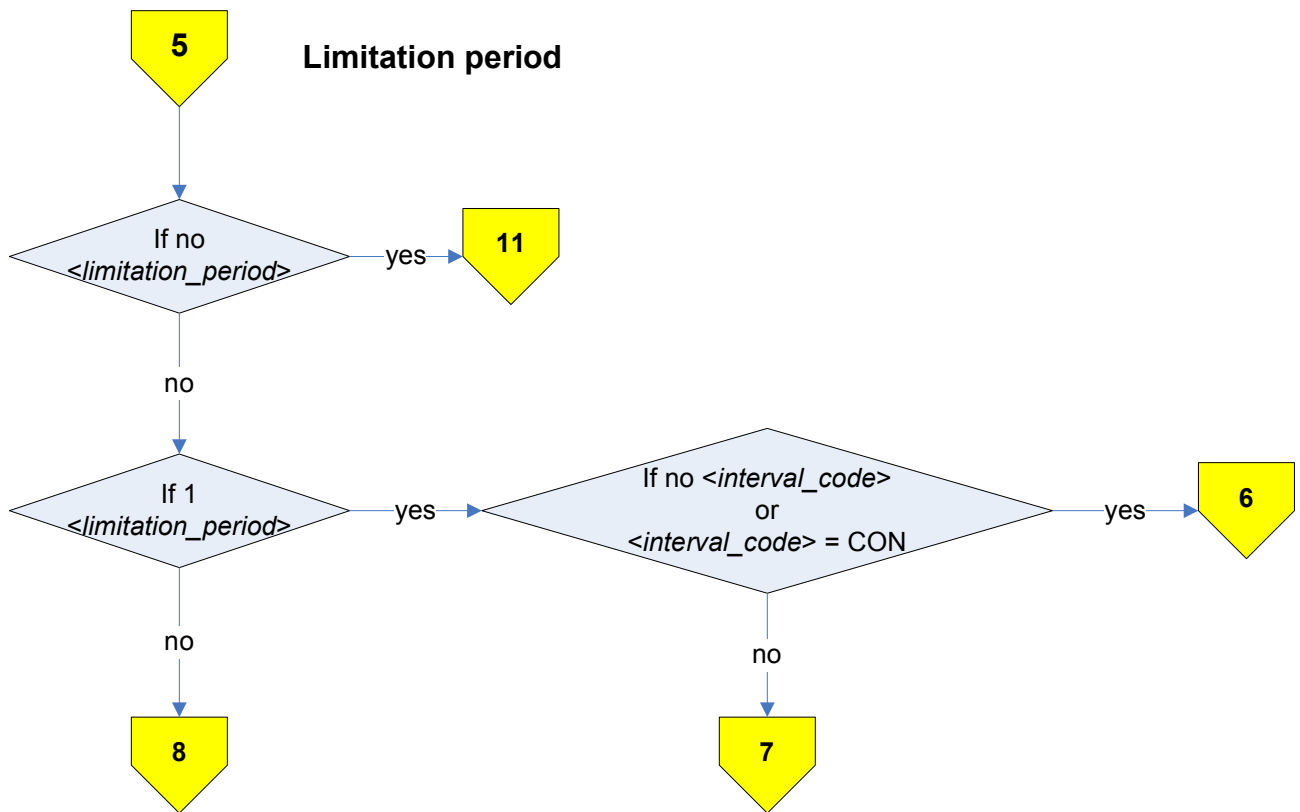 5
Limitation period
If no
<limitation_period>
yes
11
no
If 1
<limitation_period>
yes
If no <interval_code>
or
<interval_code> = CON
yes
6
no
no
8
7